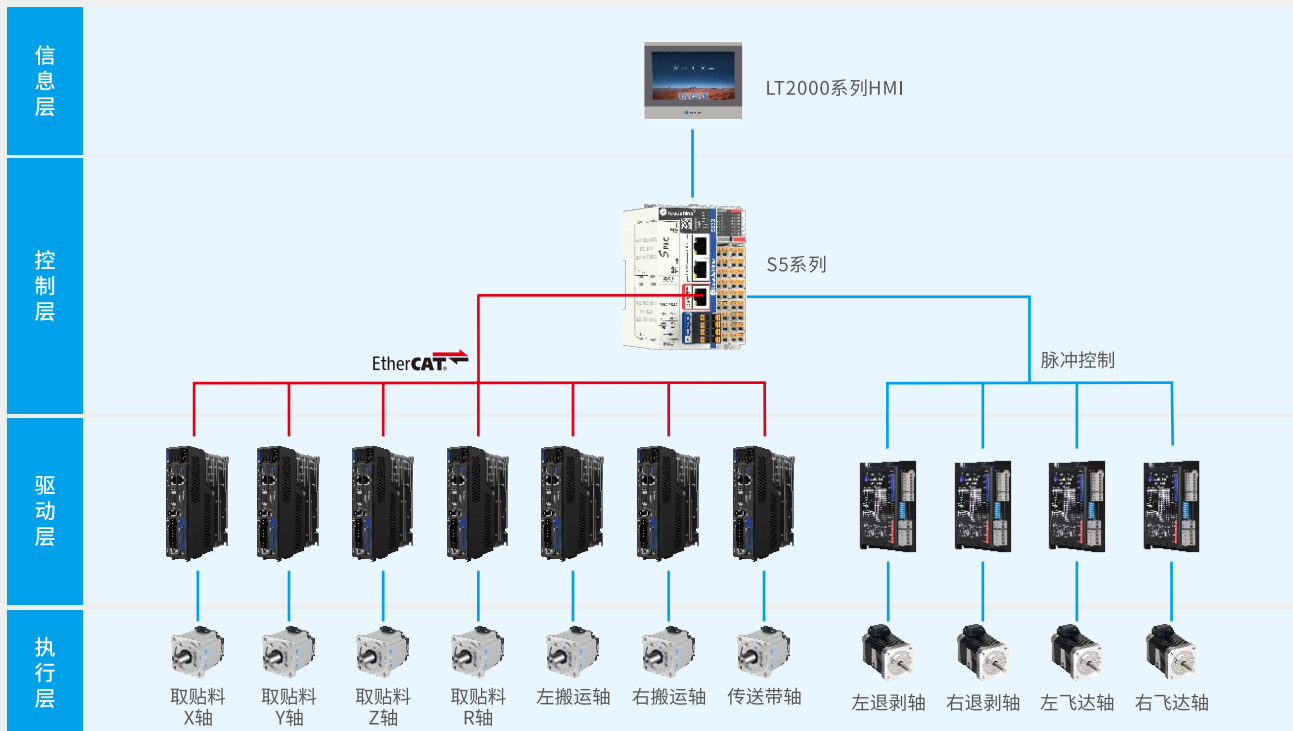 信息层
LT2000系列HMI
控制层
S5系列
EtherCAT®
脉冲控制
驱动层
执行层
取贴料
X轴
取贴料
Y轴
取贴料
Z轴
取贴料
R轴
左搬运轴
右搬运轴
传送带轴
左退剥轴
右退剥轴
左飞达轴
右飞达轴